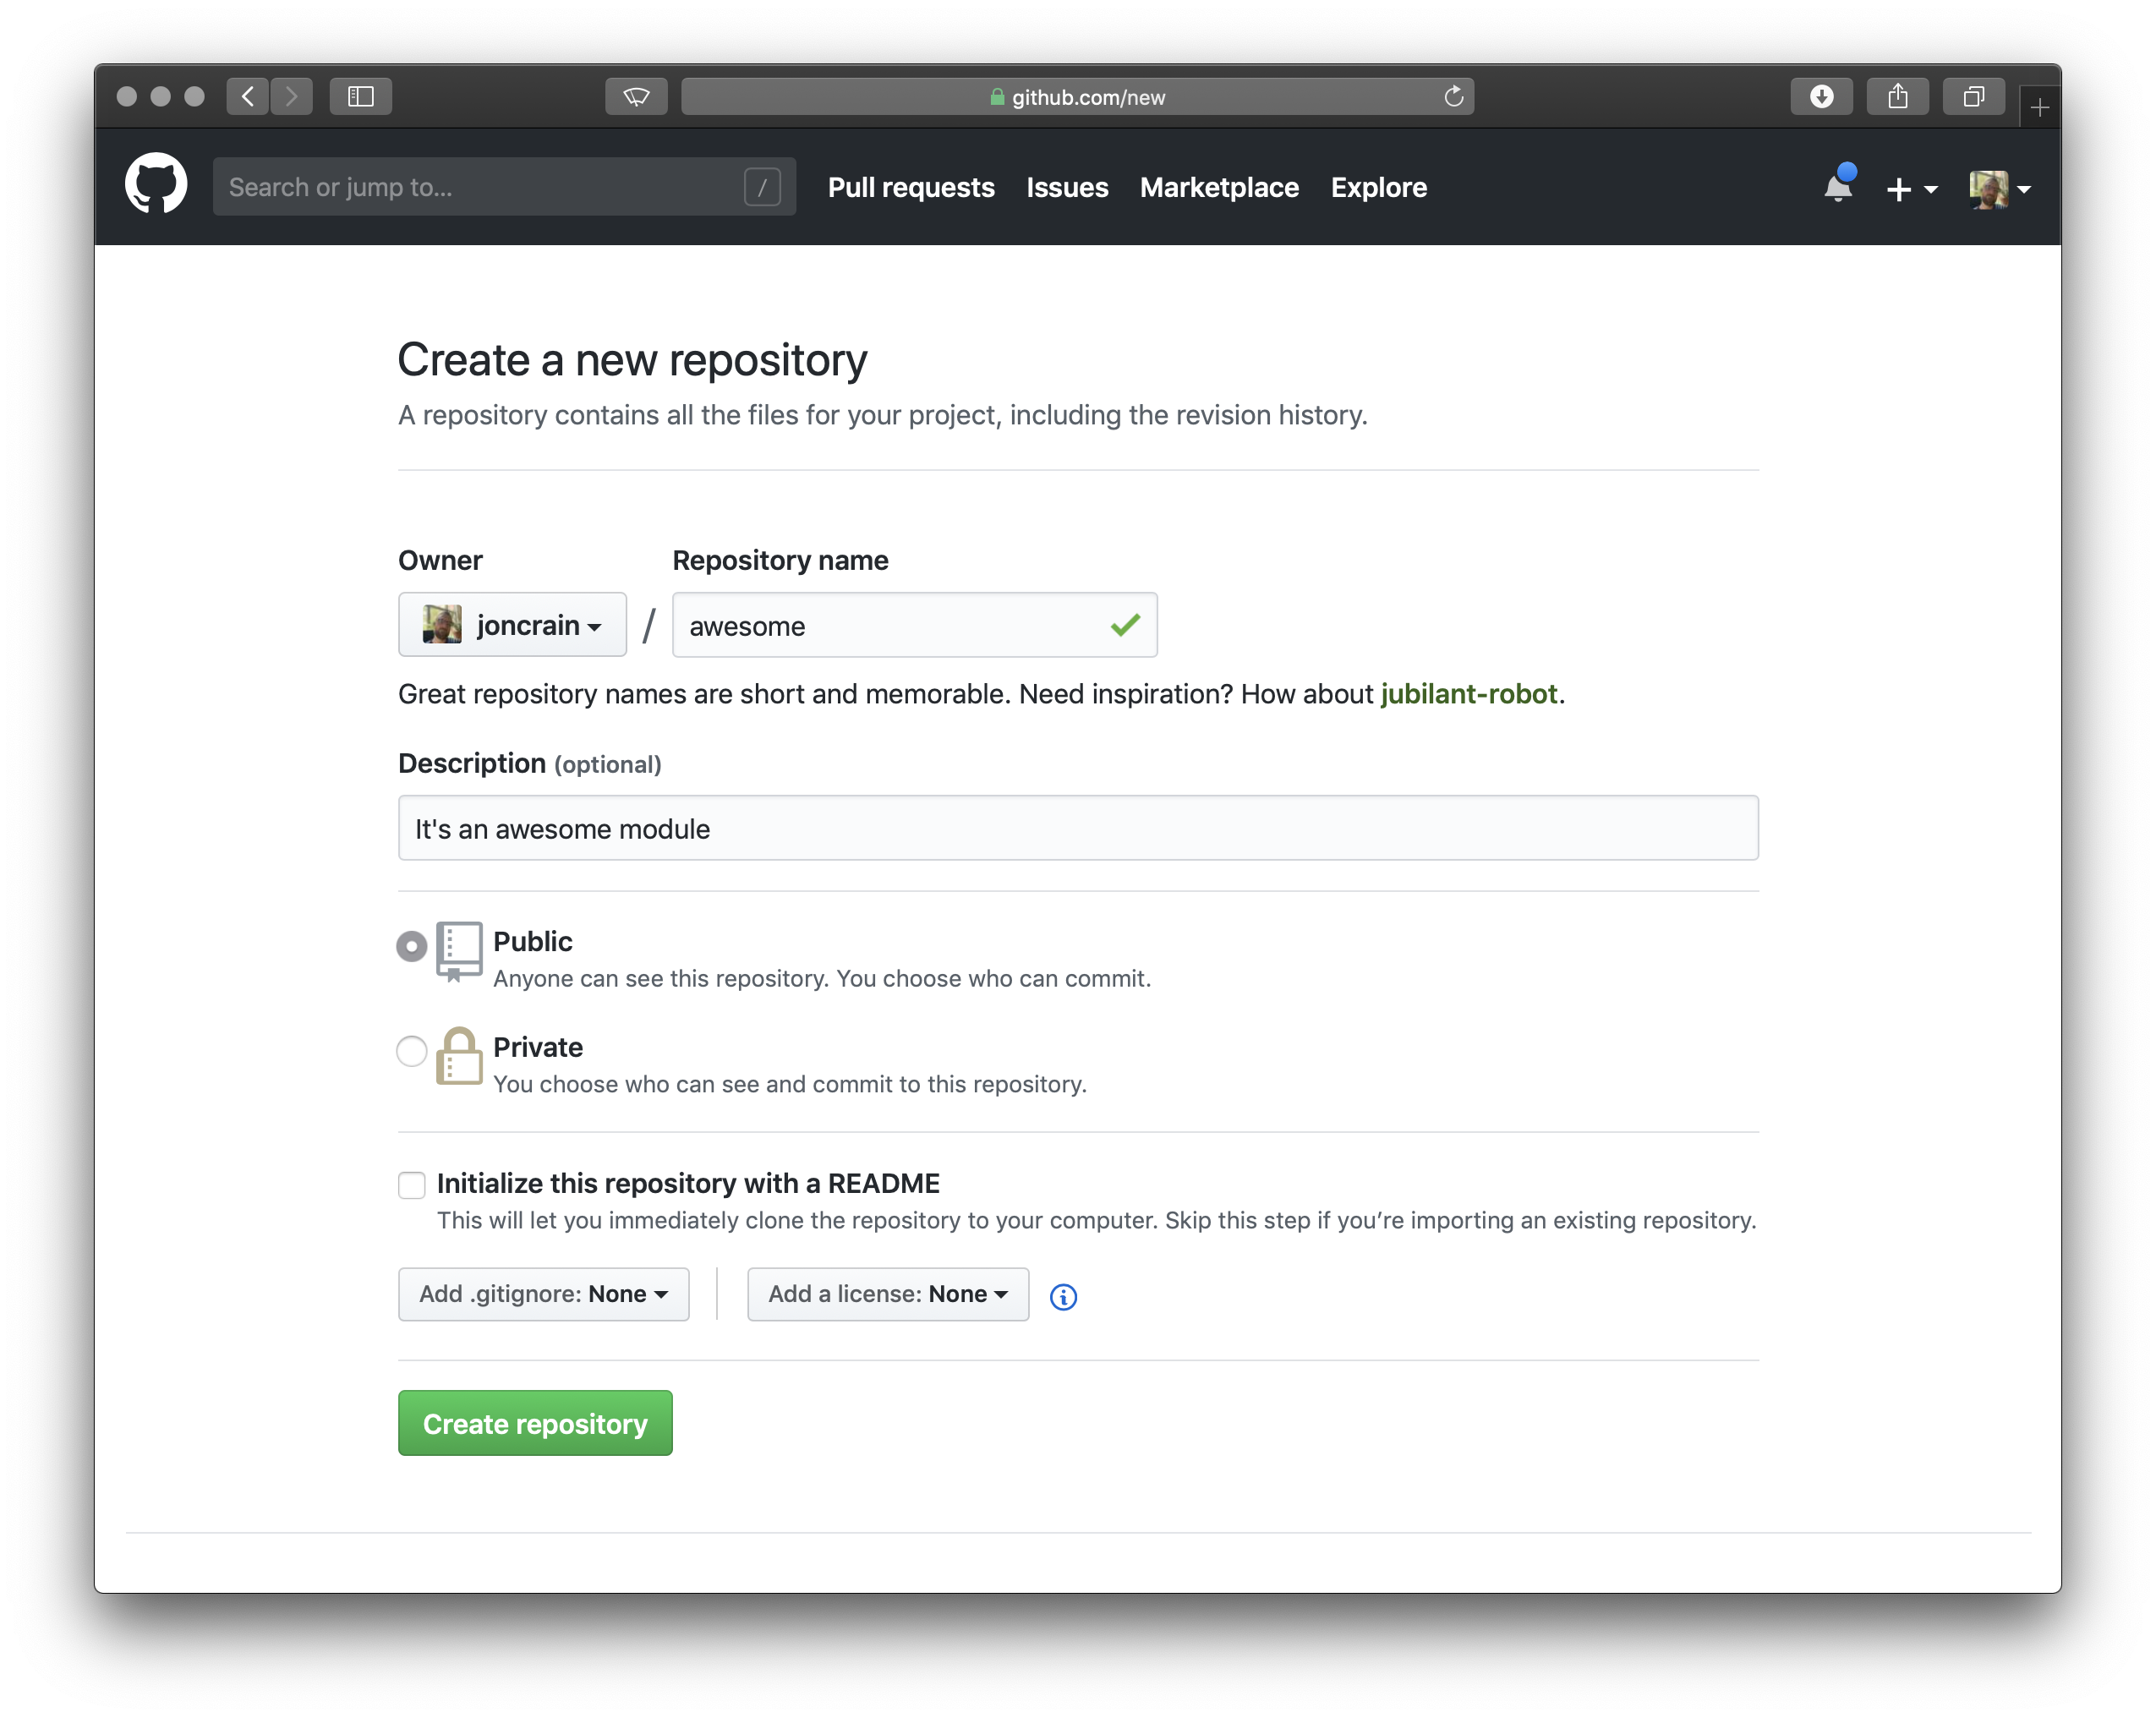 github.com/new
Search or jump to... /
Pull requests Issues Marketplace Explore
Create a new repository
A repository contains all the files for your project, including the revision history.
Owner Repository name
joncrain / awesome
Great repository names are short and memorable. Need inspiration? How about jubilant-robot.
Description (optional)
It's an awesome module
Public
Anyone can see this repository. You choose who can commit.
Private
You choose who can see and commit to this repository.
Initialize this repository with a README
This will let you immediately clone the repository to your computer. Skip this step if you’re importing an existing repository.
Add .gitignore: None Add a license: None
Create repository